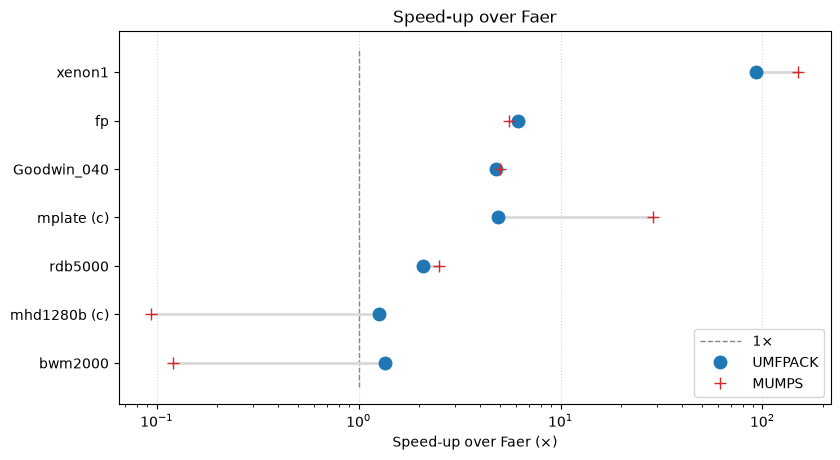 Speed-up over Faer
xenon1
fp
Goodwin_040
mplate (c)
rdb5000
mhd1280b (c)
bwm2000
1×
UMFPACK
MUMPS
10⁻¹ 10⁰ 10¹ 10²
Speed-up over Faer (×)